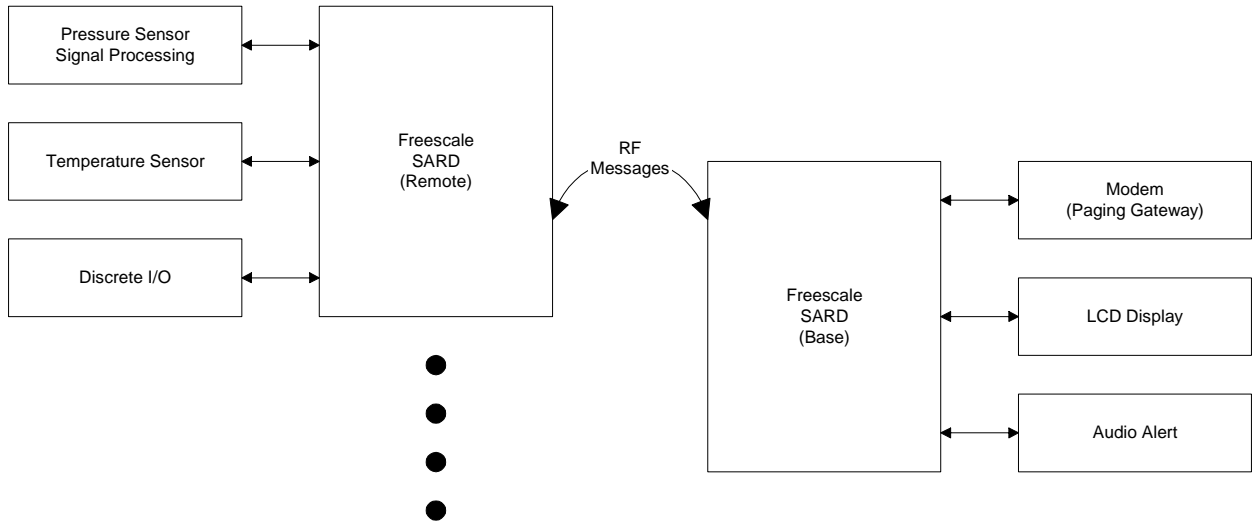 Pressure Sensor
Signal Processing
Temperature Sensor
Discrete I/O
Freescale
SARD
(Remote)
RF
Messages
Freescale
SARD
(Base)
Modem
(Paging Gateway)
LCD Display
Audio Alert